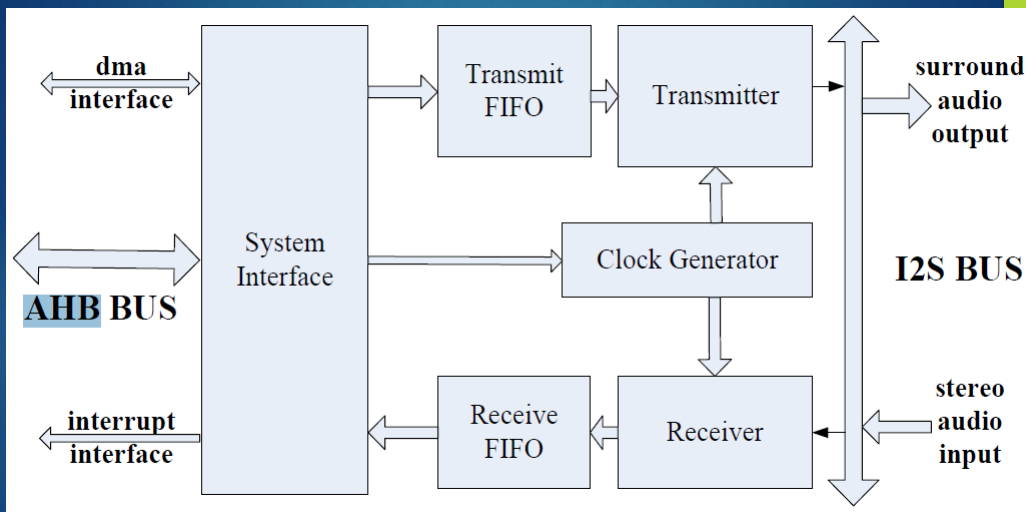 dma
interface
AHB BUS
interrupt
interface
System
Interface
Transmit
FIFO
Transmitter
Clock Generator
Receive
FIFO
Receiver
surround
audio
output
I2S BUS
stereo
audio
input